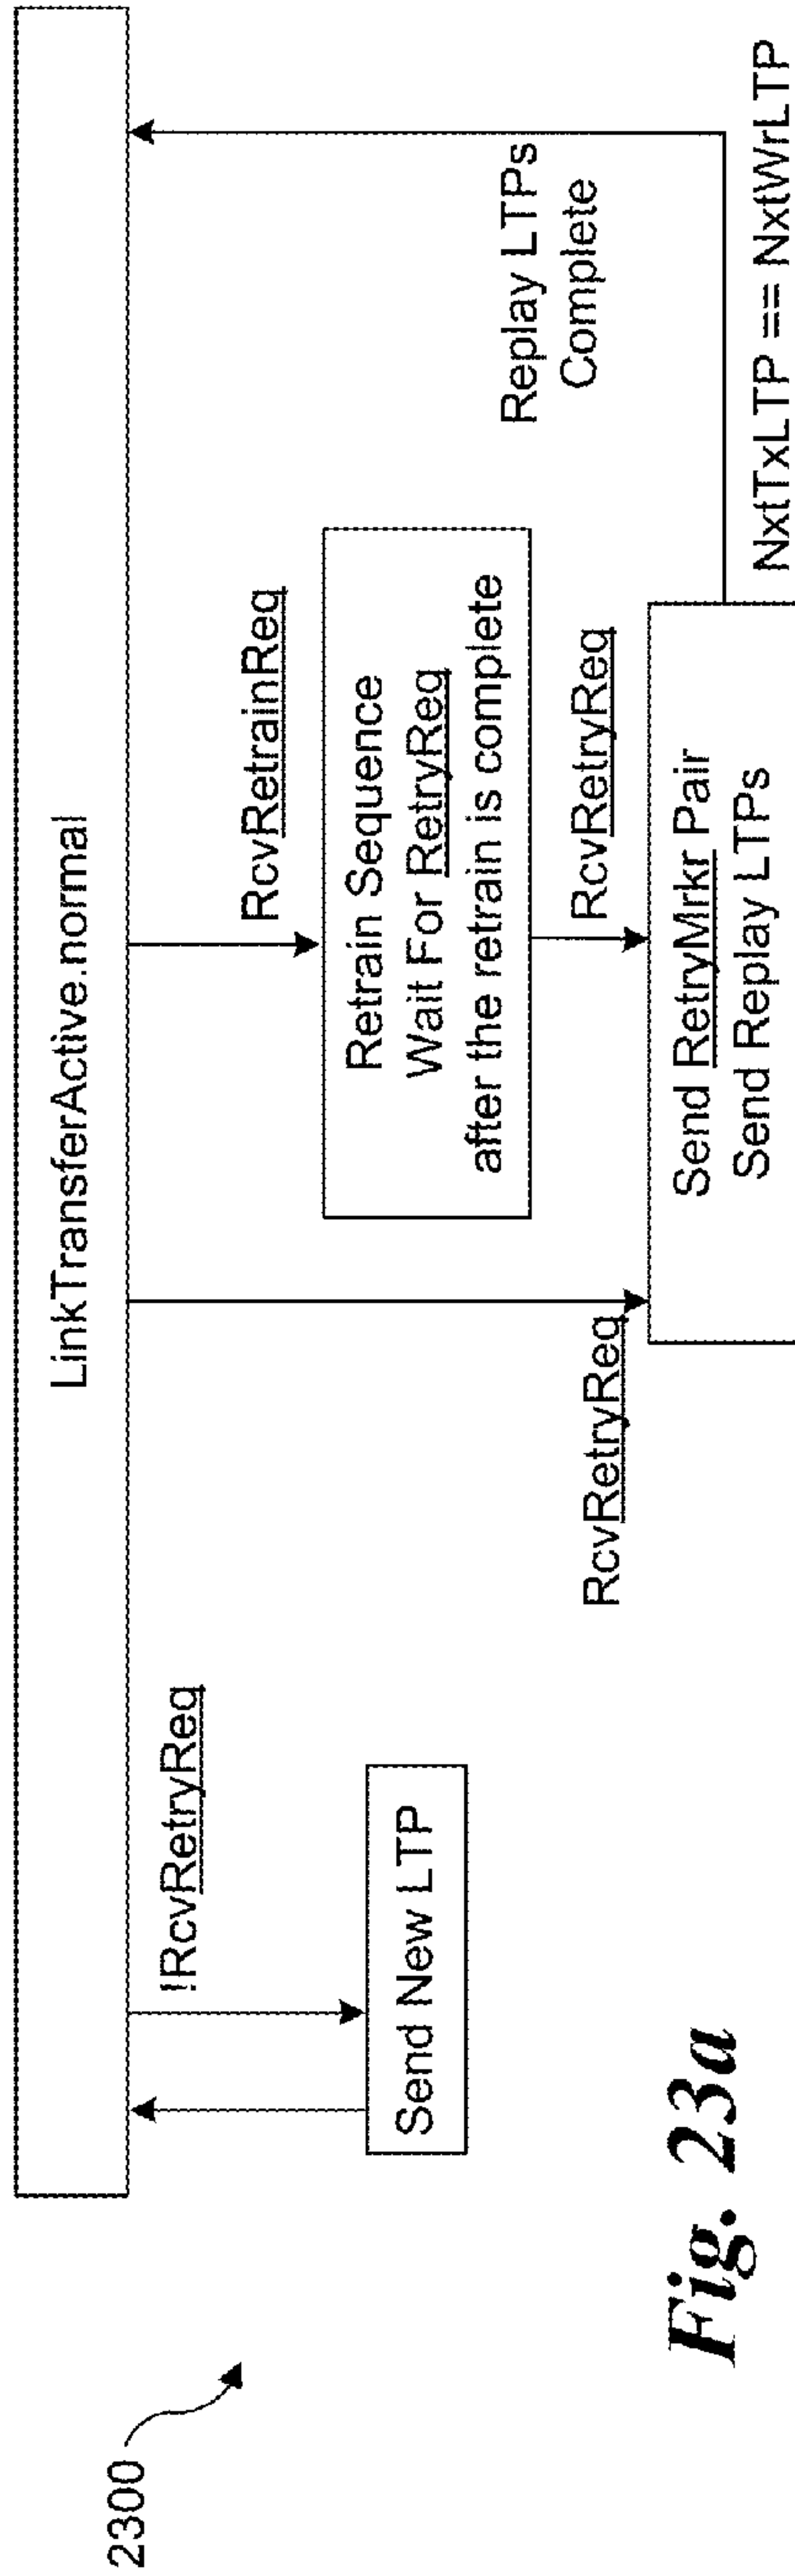 2300
LinkTransferActive.normal
!RcvRetryReq
Send New LTP
RcvRetryReq
RcvRetrainReq
Retrain Sequence
Wait For RetryReq
after the retrain is complete
RcvRetryReq
Send RetryMrkr Pair
Send Replay LTPs
Replay LTPs
Complete
NxtTxLTP == NxtWrLTP
Fig. 23a